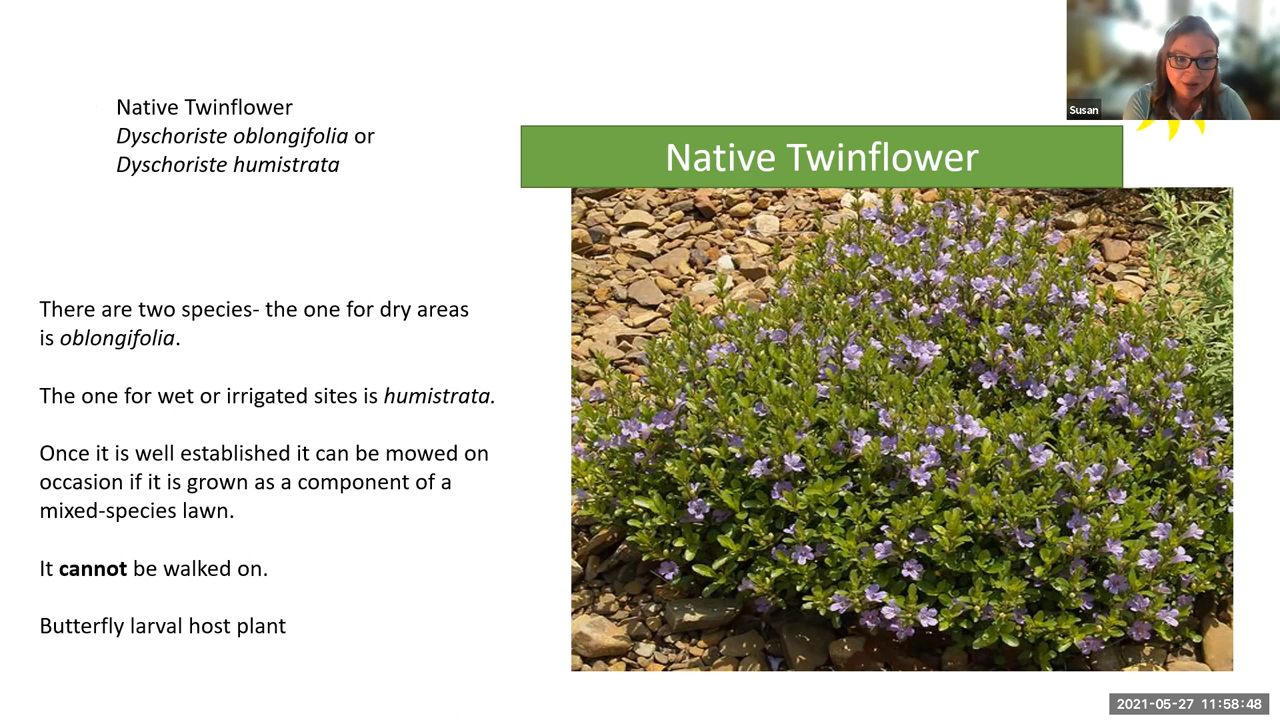 Susan
Native Twinflower
Dyschoriste oblongifolia or
Dyschoriste humistrata
Native Twinflower
There are two species- the one for dry areas
is oblongifolia.
The one for wet or irrigated sites is humistrata.
Once it is well established it can be mowed on
occasion if it is grown as a component of a
mixed-species lawn.
It cannot be walked on.
Butterfly larval host plant
2021-05-27 11:58:48